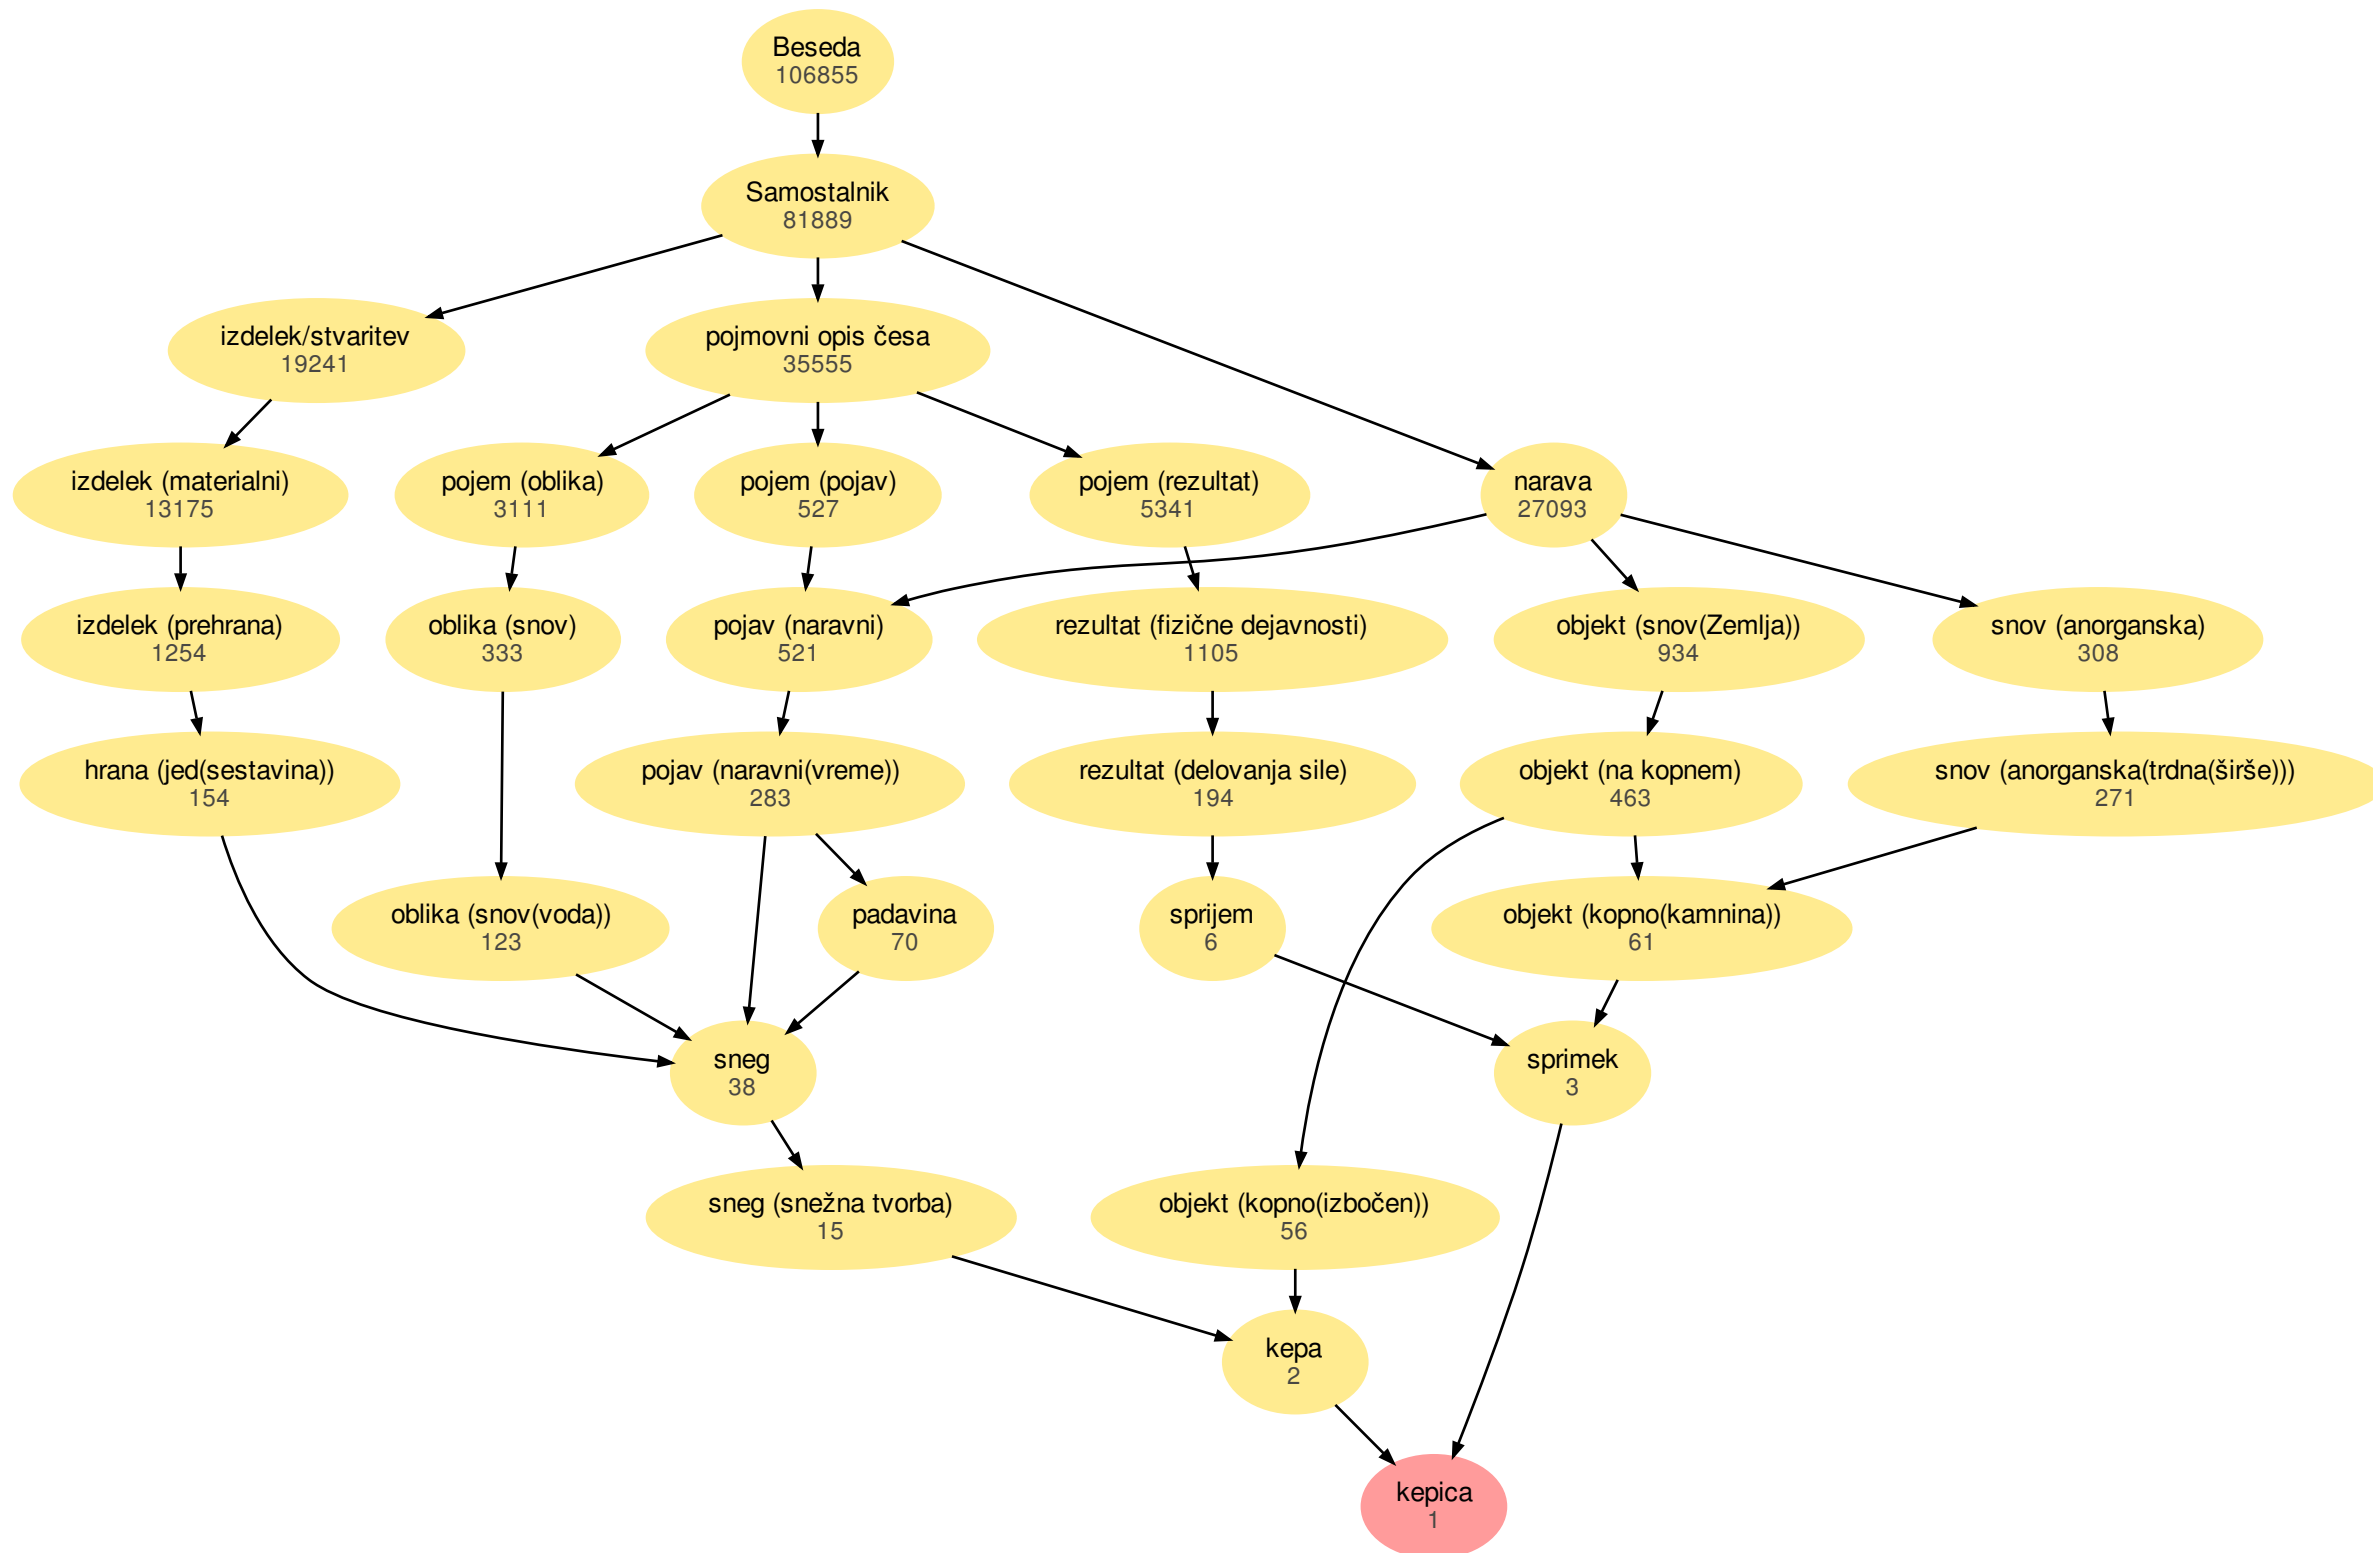 Beseda
106855
Samostalnik
81889
izdelek/stvaritev
19241
pojmovni opis česa
35555
izdelek (materialni)
13175
pojem (oblika)
3111
pojem (pojav)
527
pojem (rezultat)
5341
narava
27093
izdelek (prehrana)
1254
oblika (snov)
333
pojav (naravni)
521
rezultat (fizične dejavnosti)
1105
objekt (snov(Zemlja))
934
snov (anorganska)
308
hrana (jed(sestavina))
154
pojav (naravni(vreme))
283
rezultat (delovanja sile)
194
objekt (na kopnem)
463
snov (anorganska(trdna(širše)))
271
oblika (snov(voda))
123
padavina
70
sprijem
6
objekt (kopno(kamnina))
61
sneg
38
sprimek
3
sneg (snežna tvorba)
15
objekt (kopno(izbočen))
56
kepa
2
kepica
1